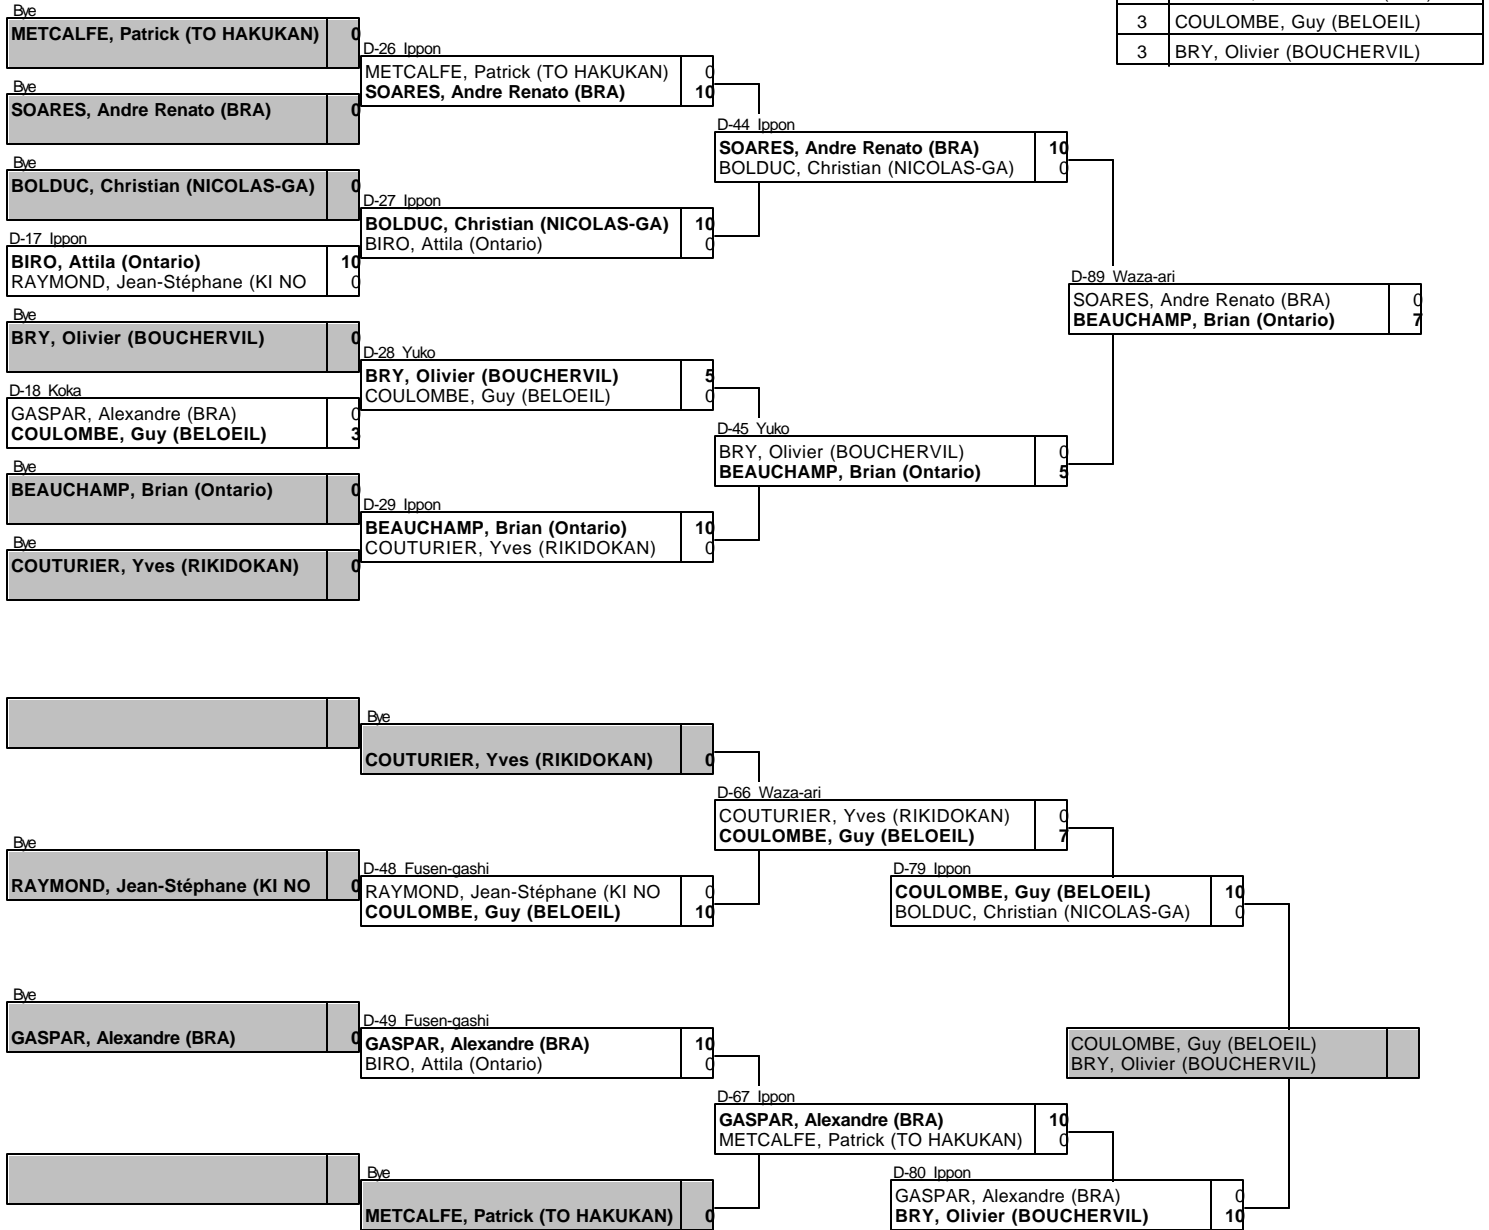 Bye
METCALFE, Patrick (TO HAKUKAN) 0
Bye
SOARES, Andre Renato (BRA) 0
Bye
BOLDUC, Christian (NICOLAS-GA) 0
D-17 Ippon
BIRO, Attila (Ontario) 10
RAYMOND, Jean-Stéphane (KI NO 0
Bye
BRY, Olivier (BOUCHERVIL) 0
D-18 Koka
GASPAR, Alexandre (BRA) 0
COULOMBE, Guy (BELOEIL) 3
Bye
BEAUCHAMP, Brian (Ontario) 0
Bye
COUTURIER, Yves (RIKIDOKAN) 0
D-26 Ippon
METCALFE, Patrick (TO HAKUKAN) 0
SOARES, Andre Renato (BRA) 10
D-27 Ippon
BOLDUC, Christian (NICOLAS-GA) 10
BIRO, Attila (Ontario) 0
D-28 Yuko
BRY, Olivier (BOUCHERVIL) 5
COULOMBE, Guy (BELOEIL) 0
D-29 Ippon
BEAUCHAMP, Brian (Ontario) 10
COUTURIER, Yves (RIKIDOKAN) 0
D-44 Ippon
SOARES, Andre Renato (BRA) 10
BOLDUC, Christian (NICOLAS-GA) 0
D-45 Yuko
BRY, Olivier (BOUCHERVIL) 0
BEAUCHAMP, Brian (Ontario) 5
D-89 Waza-ari
SOARES, Andre Renato (BRA) 0
BEAUCHAMP, Brian (Ontario) 7
3 COULOMBE, Guy (BELOEIL)
3 BRY, Olivier (BOUCHERVIL)
Bye
COUTURIER, Yves (RIKIDOKAN) 0
Bye
RAYMOND, Jean-Stéphane (KI NO 0
D-48 Fusen-gashi
RAYMOND, Jean-Stéphane (KI NO 0
COULOMBE, Guy (BELOEIL) 10
D-66 Waza-ari
COUTURIER, Yves (RIKIDOKAN) 0
COULOMBE, Guy (BELOEIL) 7
D-79 Ippon
COULOMBE, Guy (BELOEIL) 10
BOLDUC, Christian (NICOLAS-GA) 0
Bye
GASPAR, Alexandre (BRA) 0
D-49 Fusen-gashi
GASPAR, Alexandre (BRA) 10
BIRO, Attila (Ontario) 0
COULOMBE, Guy (BELOEIL)
BRY, Olivier (BOUCHERVIL)
D-67 Ippon
GASPAR, Alexandre (BRA) 10
METCALFE, Patrick (TO HAKUKAN) 0
Bye
METCALFE, Patrick (TO HAKUKAN) 0
D-80 Ippon
GASPAR, Alexandre (BRA) 0
BRY, Olivier (BOUCHERVIL) 10